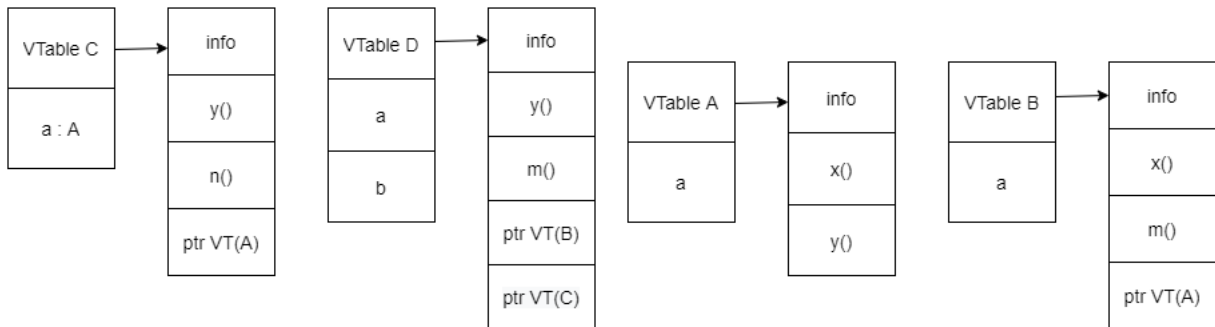 VTable C
a : A
info
y()
n()
ptr VT(A)
VTable D
a
b
info
y()
m()
ptr VT(B)
ptr VT(C)
VTable A
a
info
x()
y()
VTable B
a
info
x()
m()
ptr VT(A)